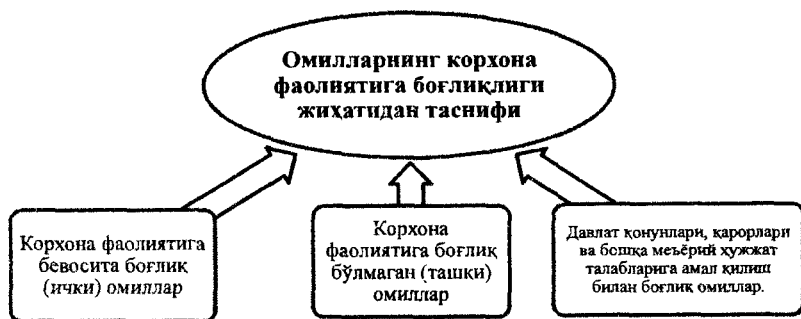 Омилларнинг корхона
фаолиятига боғлиқлиги
жиҳатидан таснифи
Корхона фаолиятига
бевосита боғлиқ
(ички) омиллар
Корхона
фаолиятига боғлиқ
бўлмаган (ташқи)
омиллар
Давлат қонунлари, қарорлари
ва бошқа меъёрий ҳужжат
талабларига амал қилиш
билан боғлиқ омиллар.